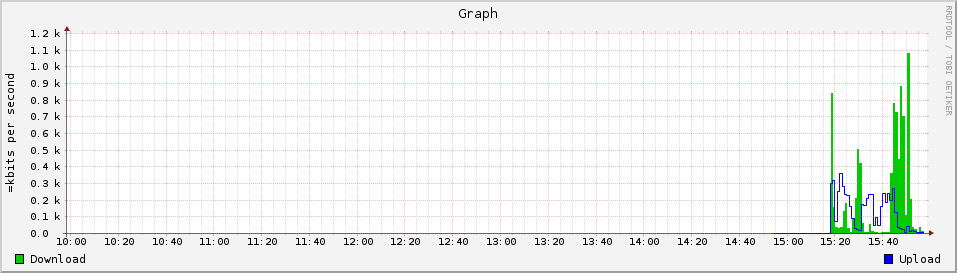 Graph
RRDTOOL / TOBI OETIKER
=kbits per second
1.2 k
1.1 k
1.0 k
0.9 k
0.8 k
0.7 k
0.6 k
0.5 k
0.4 k
0.3 k
0.2 k
0.1 k
0.0
10:00 10:20 10:40 11:00 11:20 11:40 12:00 12:20 12:40 13:00 13:20 13:40 14:00 14:20 14:40 15:00 15:20 15:40
Download Upload